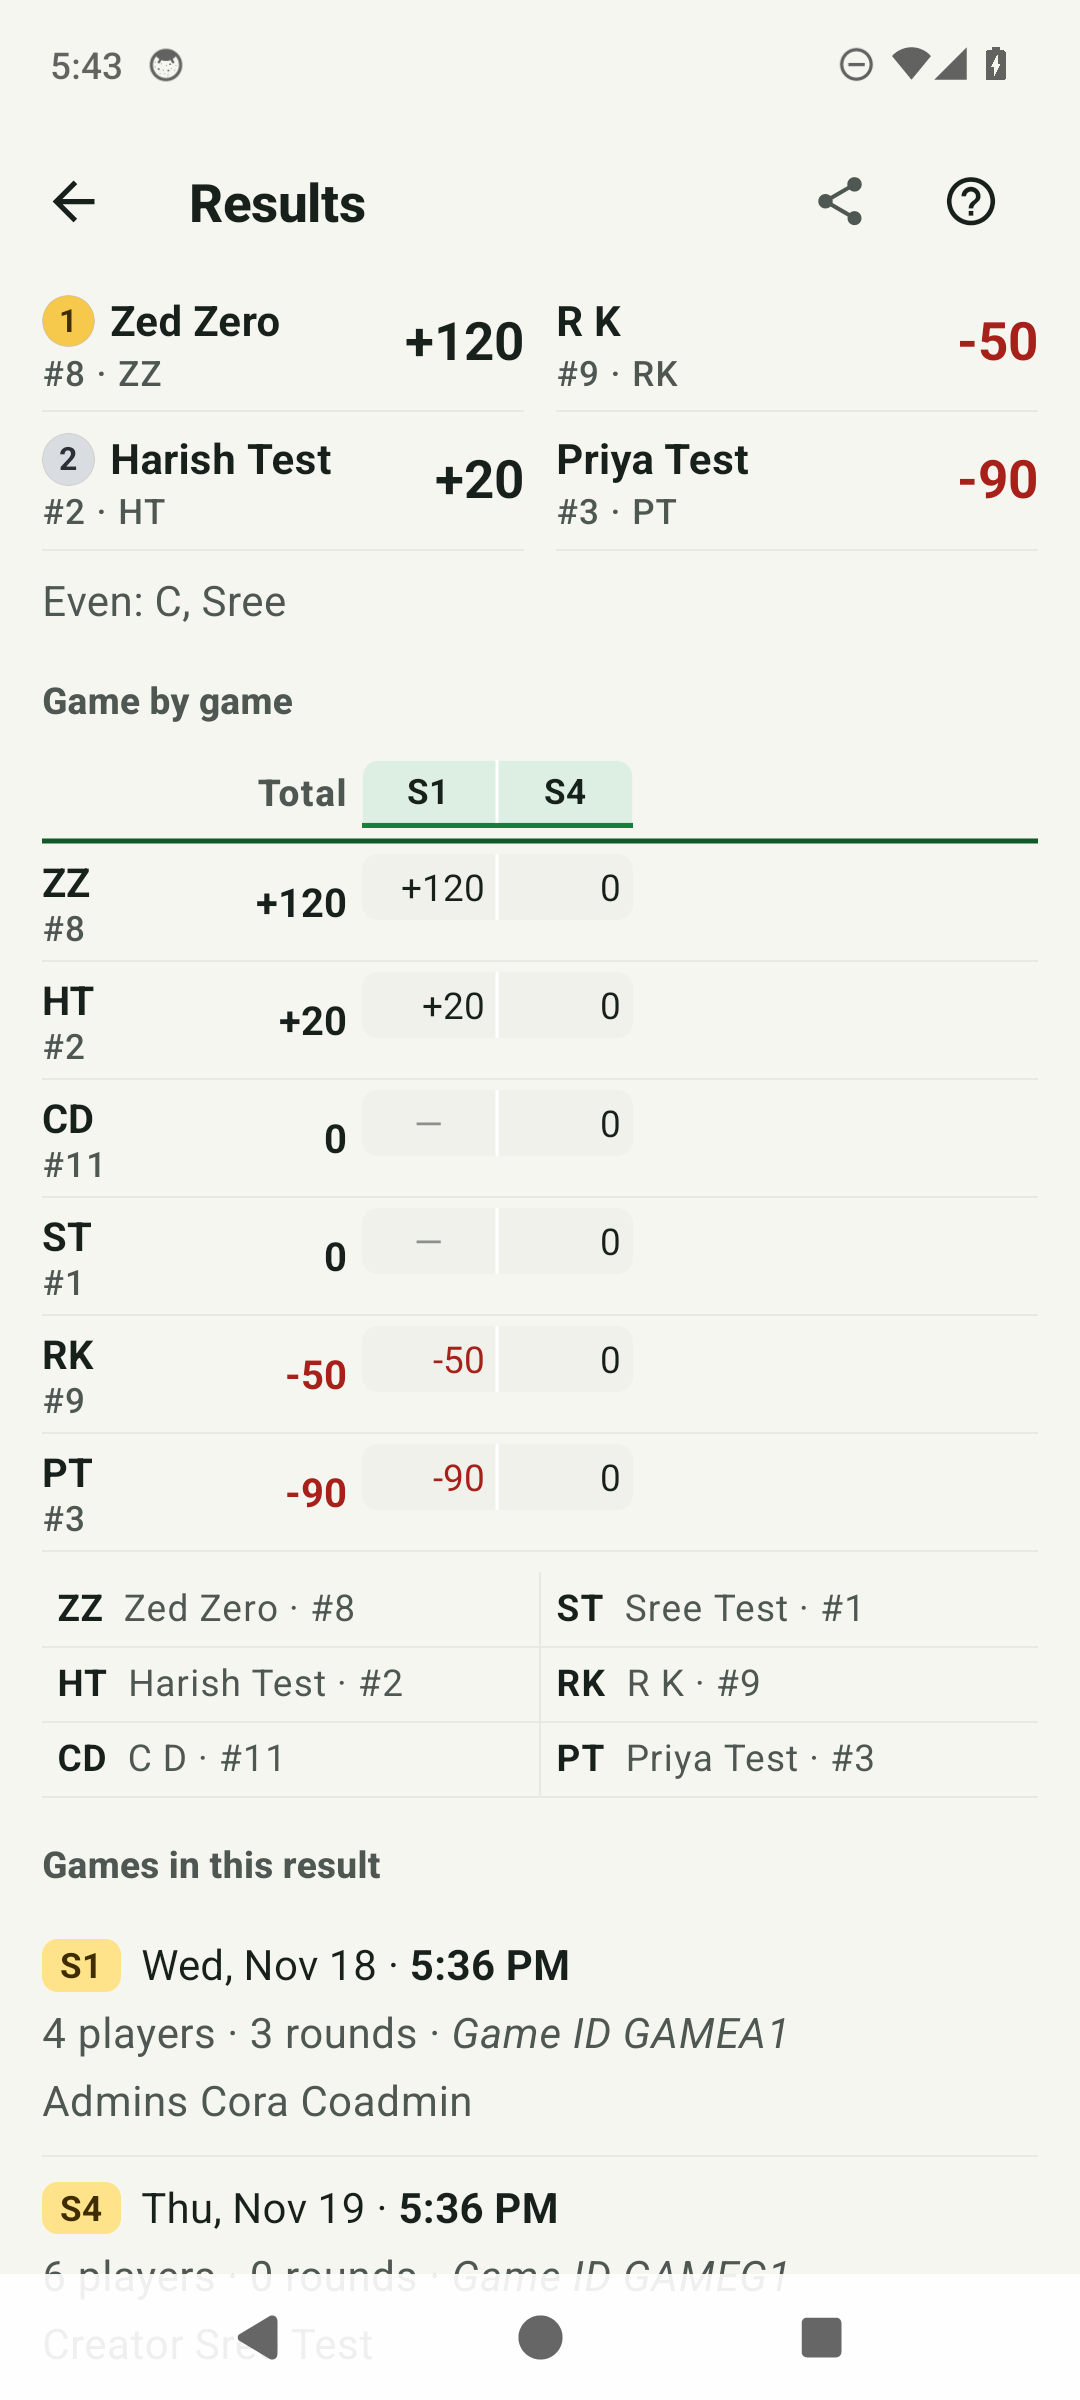 5:43
Results
1 Zed Zero +120
#8 · ZZ
R K -50
#9 · RK
2 Harish Test +20
#2 · HT
Priya Test -90
#3 · PT
Even: C, Sree
Game by game
Total S1 S4
ZZ +120 +120 0
#8
HT +20 +20 0
#2
CD 0 — 0
#11
ST 0 — 0
#1
RK -50 -50 0
#9
PT -90 -90 0
#3
ZZ Zed Zero · #8
ST Sree Test · #1
HT Harish Test · #2
RK R K · #9
CD C D · #11
PT Priya Test · #3
Games in this result
S1 Wed, Nov 18 · 5:36 PM
4 players · 3 rounds · Game ID GAMEA1
Admins Cora Coadmin
S4 Thu, Nov 19 · 5:36 PM
6 players · 0 rounds · Game ID GAMEG1
Creator Sree Test